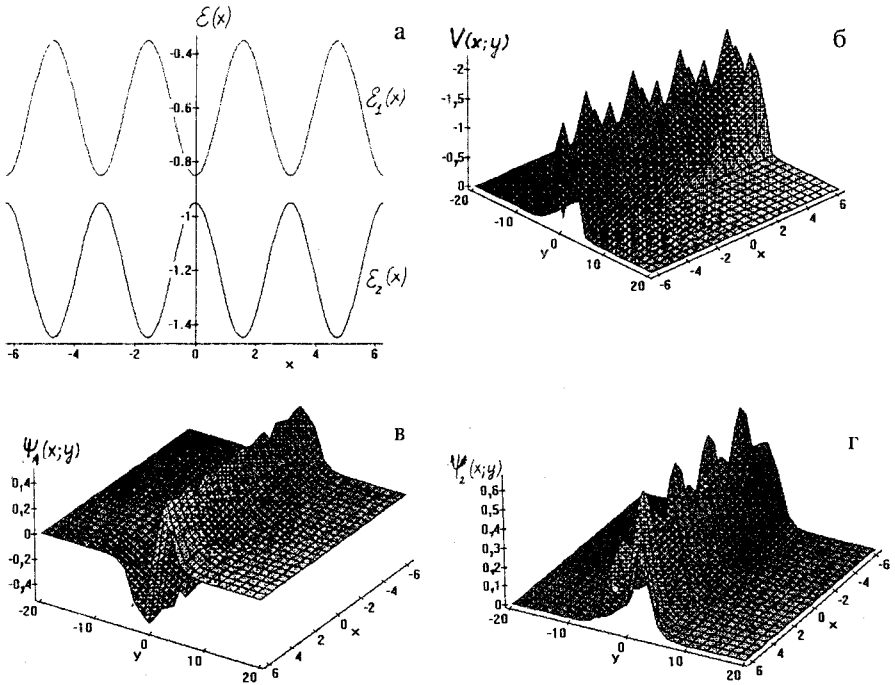 ℰ(x)
а
-0.4
ℰ₁(x)
-0.6
-0.8
-1
-1.2
ℰ₂(x)
-1.4
-6 -4 -2 0 2 4 6
x
V(x;y)
б
-2
-1,5
-1
-0,5
0
-20 -10 0 10 20
y
-6 -4 -2 0 2 4 6
x
Ψ₁(x;y)
в
0,4
0,2
0
-0,2
-0,4
-20 -10 0 10 20
y
6 4 2 0 -2 -4 -6
x
Ψ₂(x;y)
г
0,6
0,5
0,4
0,3
0,2
0,1
0
-20 -10 0 10 20
y
6 4 2 0 -2 -4 -6
x